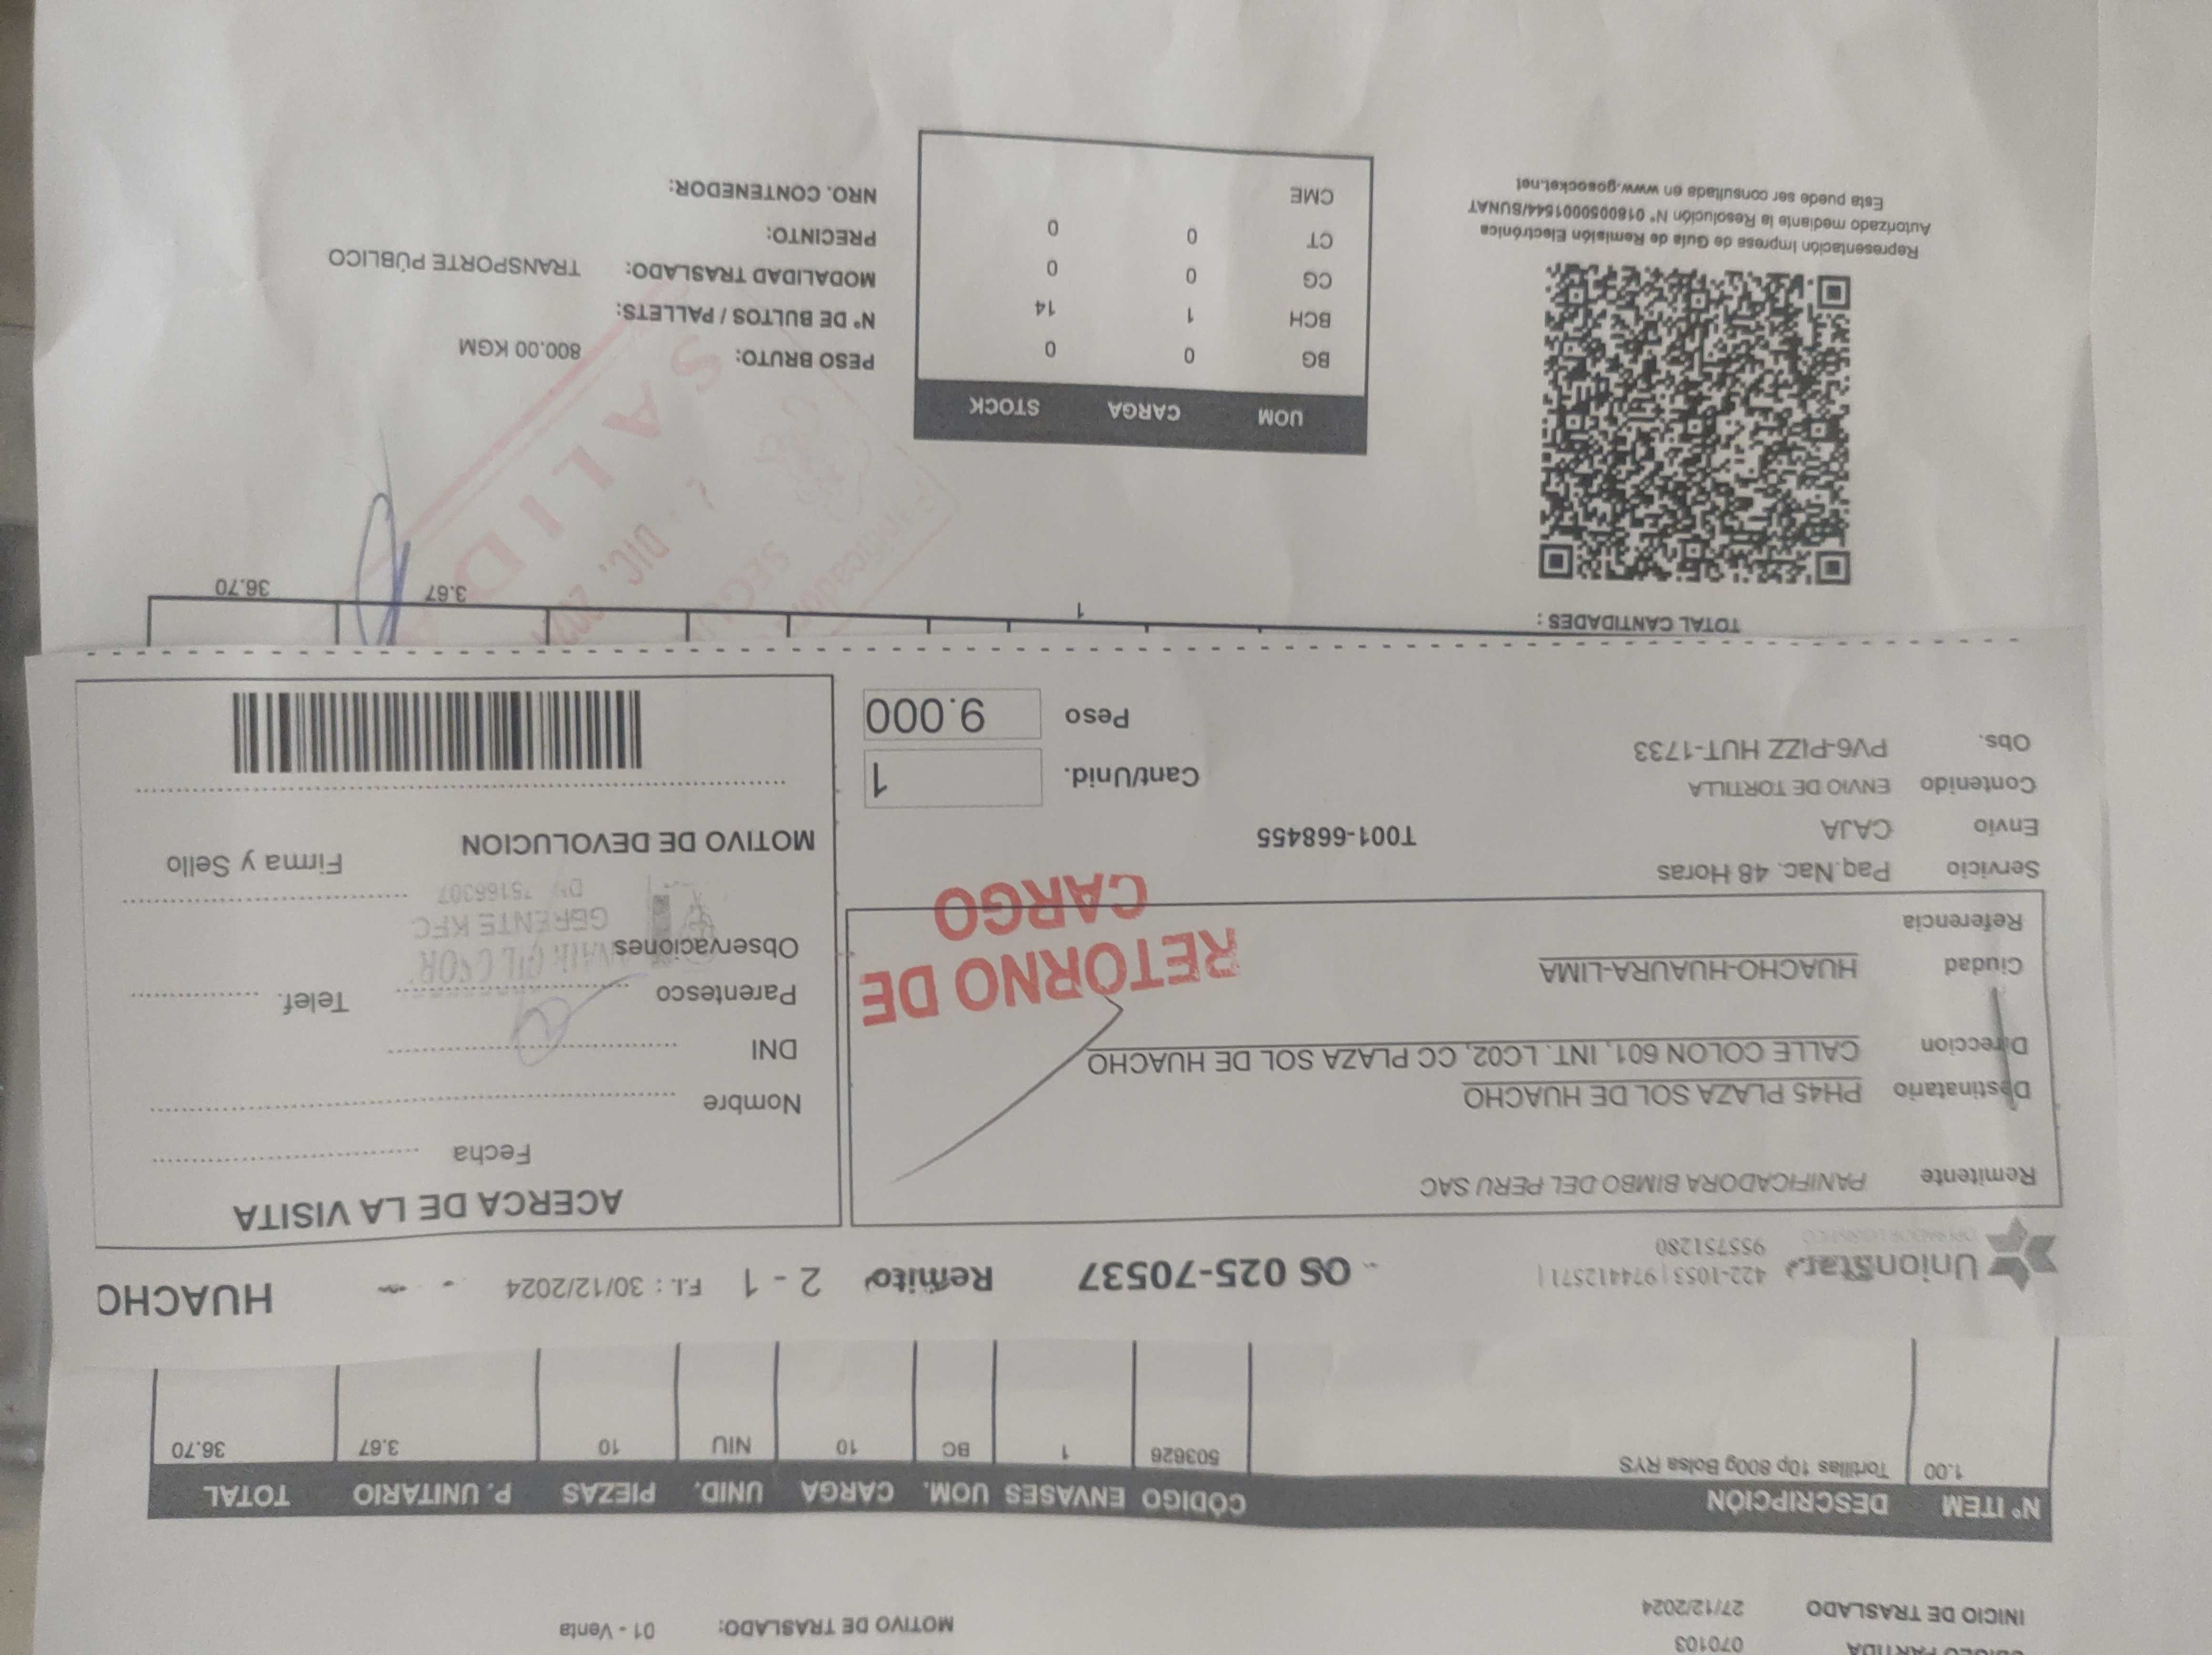 070103
INICIO DE TRASLADO 27/12/2024
MOTIVO DE TRASLADO: 01 - Venta
N° ITEM DESCRIPCIÓN CÓDIGO ENVASES UOM. CARGA UNID. PIEZAS P. UNITARIO TOTAL
1.00 Tortillas 10p 800g Bolsa RYS 503626 1 BC 10 NIU 10 3.67 36.70
UnionStar
422-1053 | 974412571 |
955751280
OS 025-70537 Remito 2 - 1 F.I. : 30/12/2024 HUACHO
Remitente PANIFICADORA BIMBO DEL PERU SAC
Destinatario PH45 PLAZA SOL DE HUACHO
Direccion CALLE COLON 601, INT. LC02, CC PLAZA SOL DE HUACHO
Ciudad HUACHO-HUAURA-LIMA
Referencia
RETORNO DE
CARGO
Servicio Paq.Nac. 48 Horas
Envio CAJA T001-668455
Contenido ENVIO DE TORTILLA
Obs. PV6-PIZZ HUT-1733
Cant/Unid. 1
Peso 9.000
ACERCA DE LA VISITA
Fecha
Nombre
DNI
Parentesco Telef.
Observaciones
GERENTE KFC
MOTIVO DE DEVOLUCION Firma y Sello
TOTAL CANTIDADES : 1 3.67 36.70
Representación Impresa de Guía de Remisión Electrónica
Autorizado mediante la Resolución N° 0180050001544/SUNAT
Esta puede ser consultada en www.gosocket.net
UOM CARGA STOCK
BG 0 0
BCH 1 14
CG 0 0
CT 0 0
CME
PESO BRUTO: 800.00 KGM
N° DE BULTOS / PALLETS:
MODALIDAD TRASLADO: TRANSPORTE PÚBLICO
PRECINTO:
NRO. CONTENEDOR:
DIC. 202
SALIDA